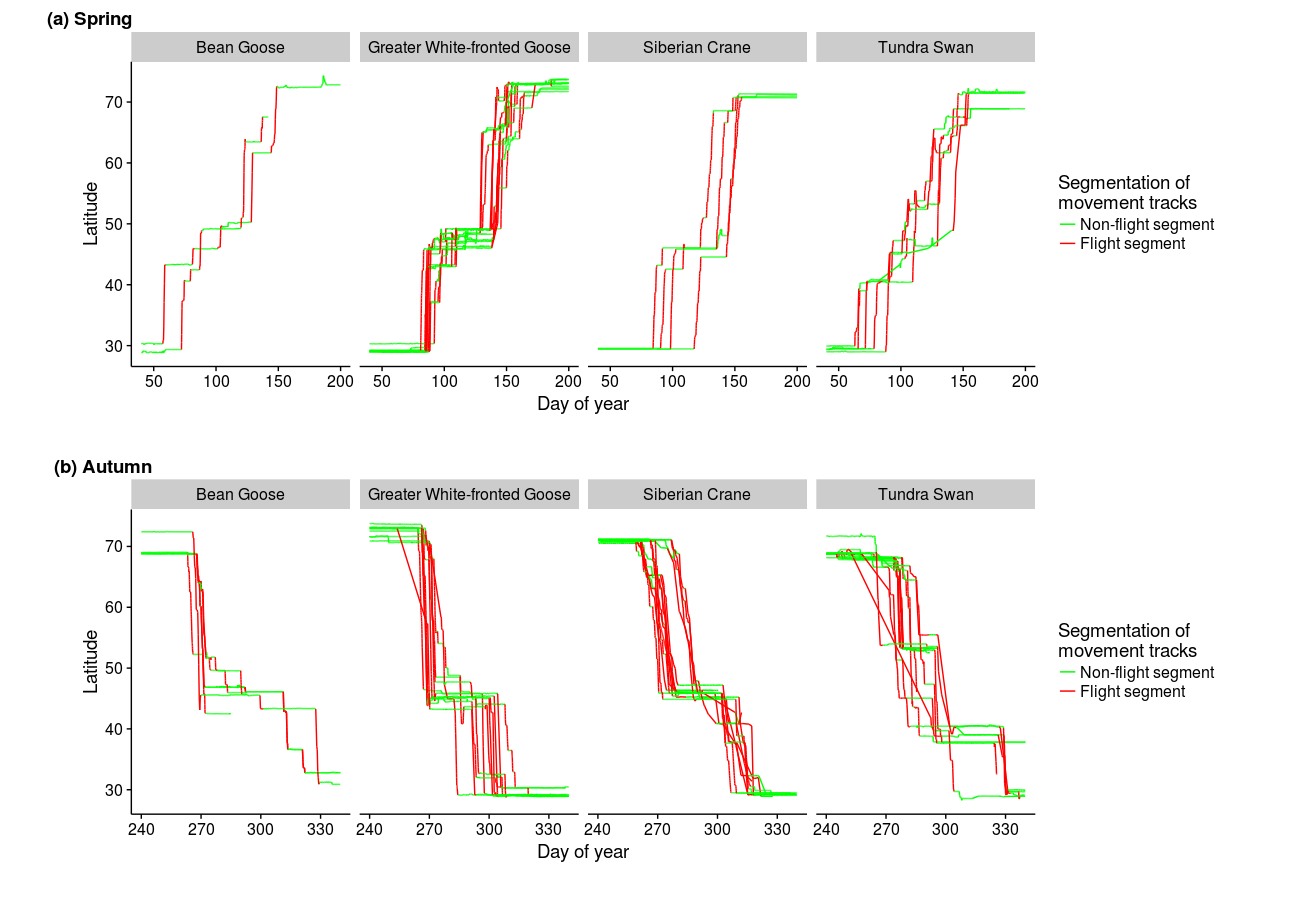 (a) Spring
Bean Goose
Greater White-fronted Goose
Siberian Crane
Tundra Swan
Latitude
70
60
50
40
30
50 100 150 200
50 100 150 200
50 100 150 200
50 100 150 200
Day of year
Segmentation of
movement tracks
Non-flight segment
Flight segment
(b) Autumn
Bean Goose
Greater White-fronted Goose
Siberian Crane
Tundra Swan
Latitude
70
60
50
40
30
240 270 300 330
240 270 300 330
240 270 300 330
240 270 300 330
Day of year
Segmentation of
movement tracks
Non-flight segment
Flight segment